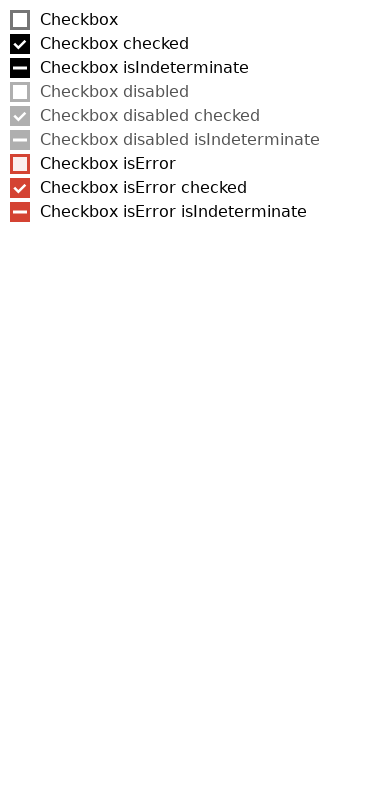 Checkbox
Checkbox checked
Checkbox isIndeterminate
Checkbox disabled
Checkbox disabled checked
Checkbox disabled isIndeterminate
Checkbox isError
Checkbox isError checked
Checkbox isError isIndeterminate